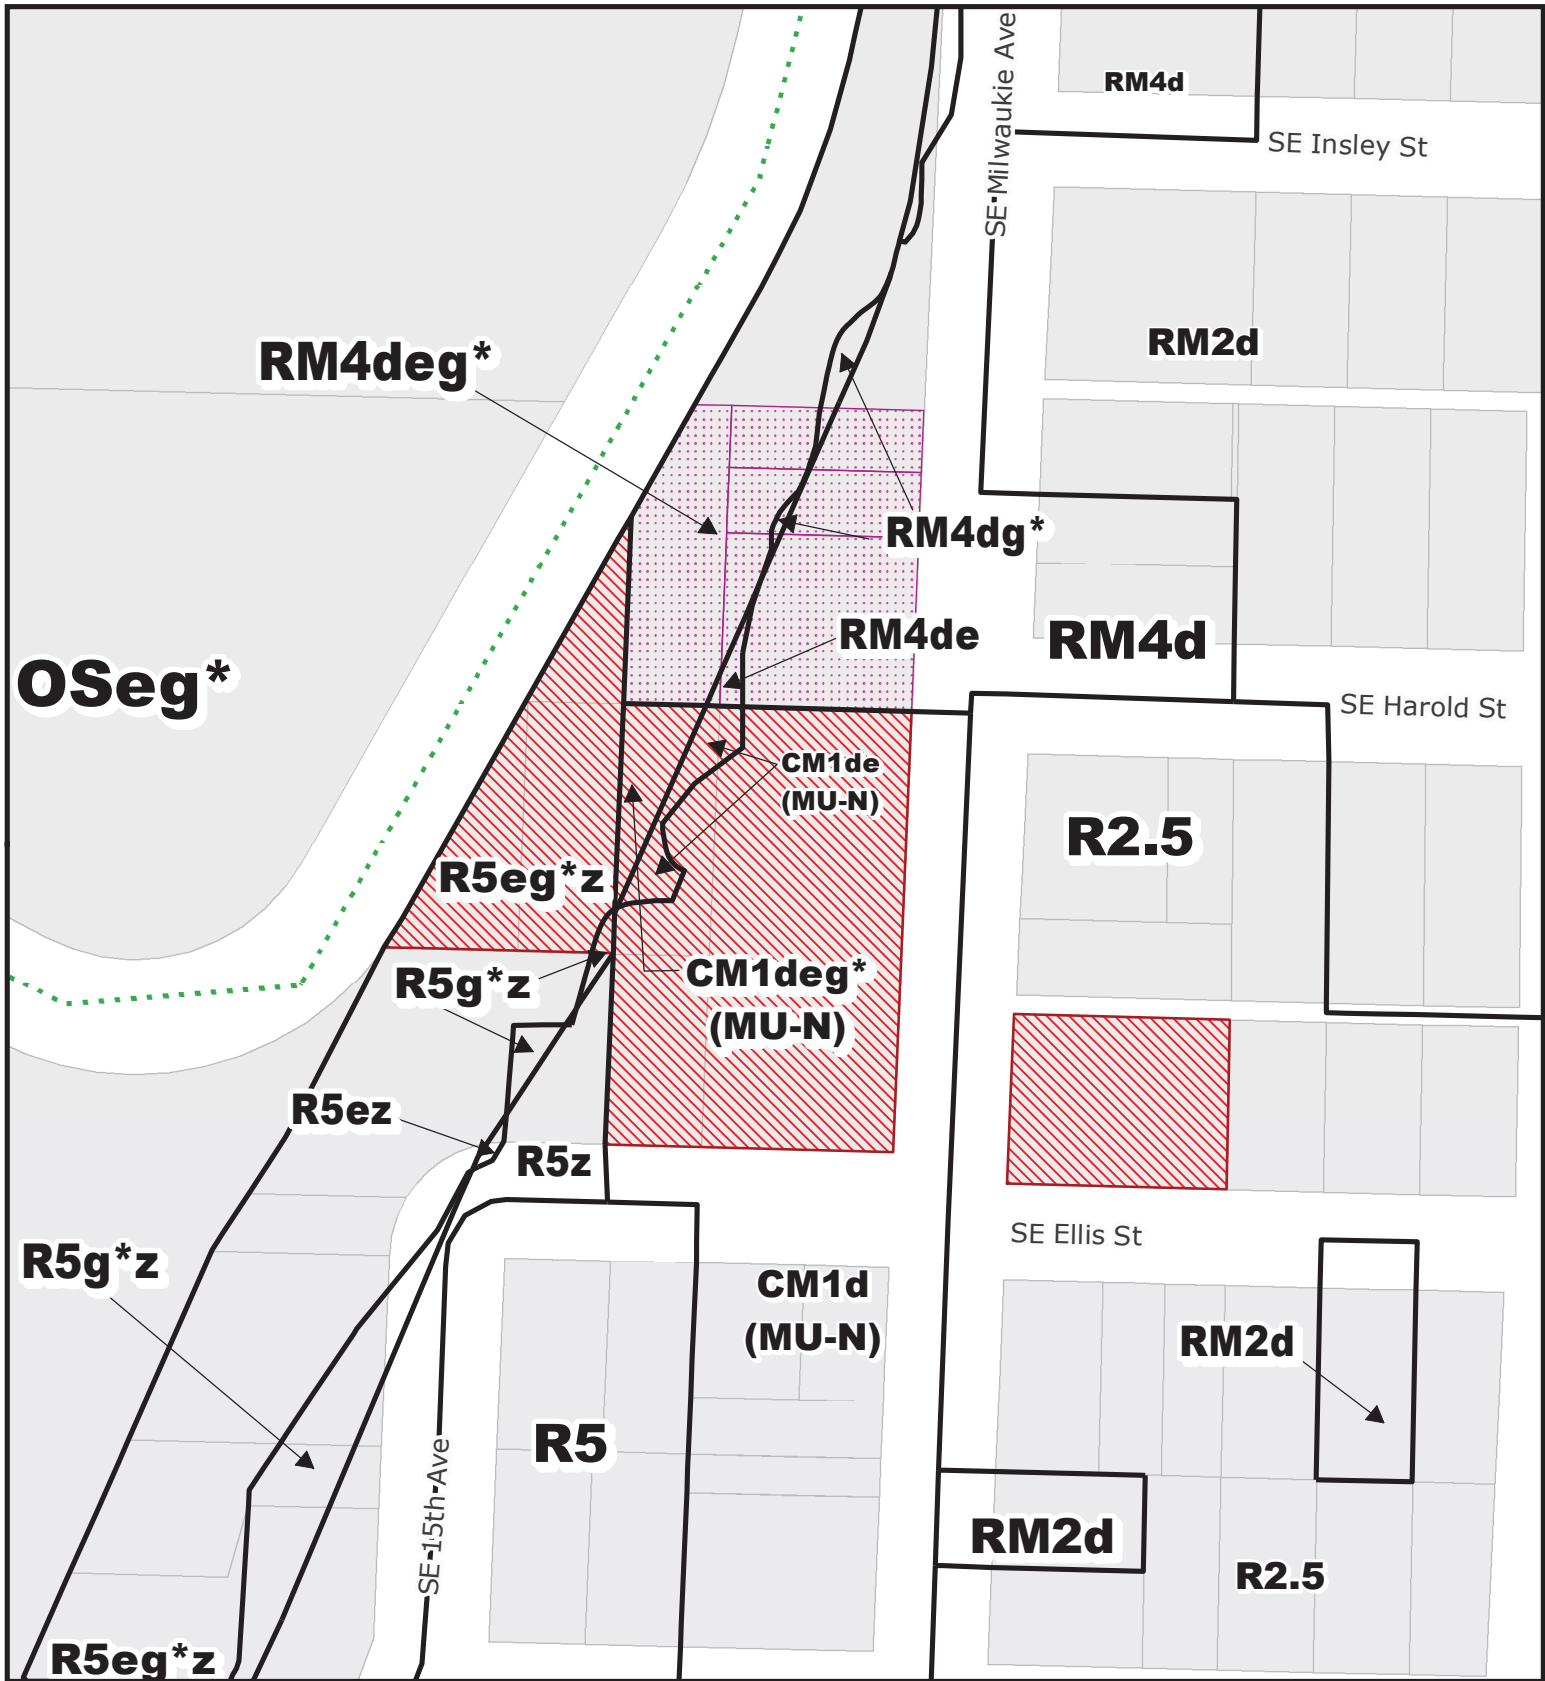 RM4d
SE Milwaukie Ave
SE Insley St
RM2d
RM4deg*
RM4dg*
RM4de
RM4d
OSeg*
SE Harold St
CM1de
(MU-N)
R2.5
R5eg*z
CM1deg*
(MU-N)
R5g*z
R5ez
R5z
SE Ellis St
R5g*z
CM1d
(MU-N)
RM2d
R5
SE 15th Ave
RM2d
R2.5
R5eg*z